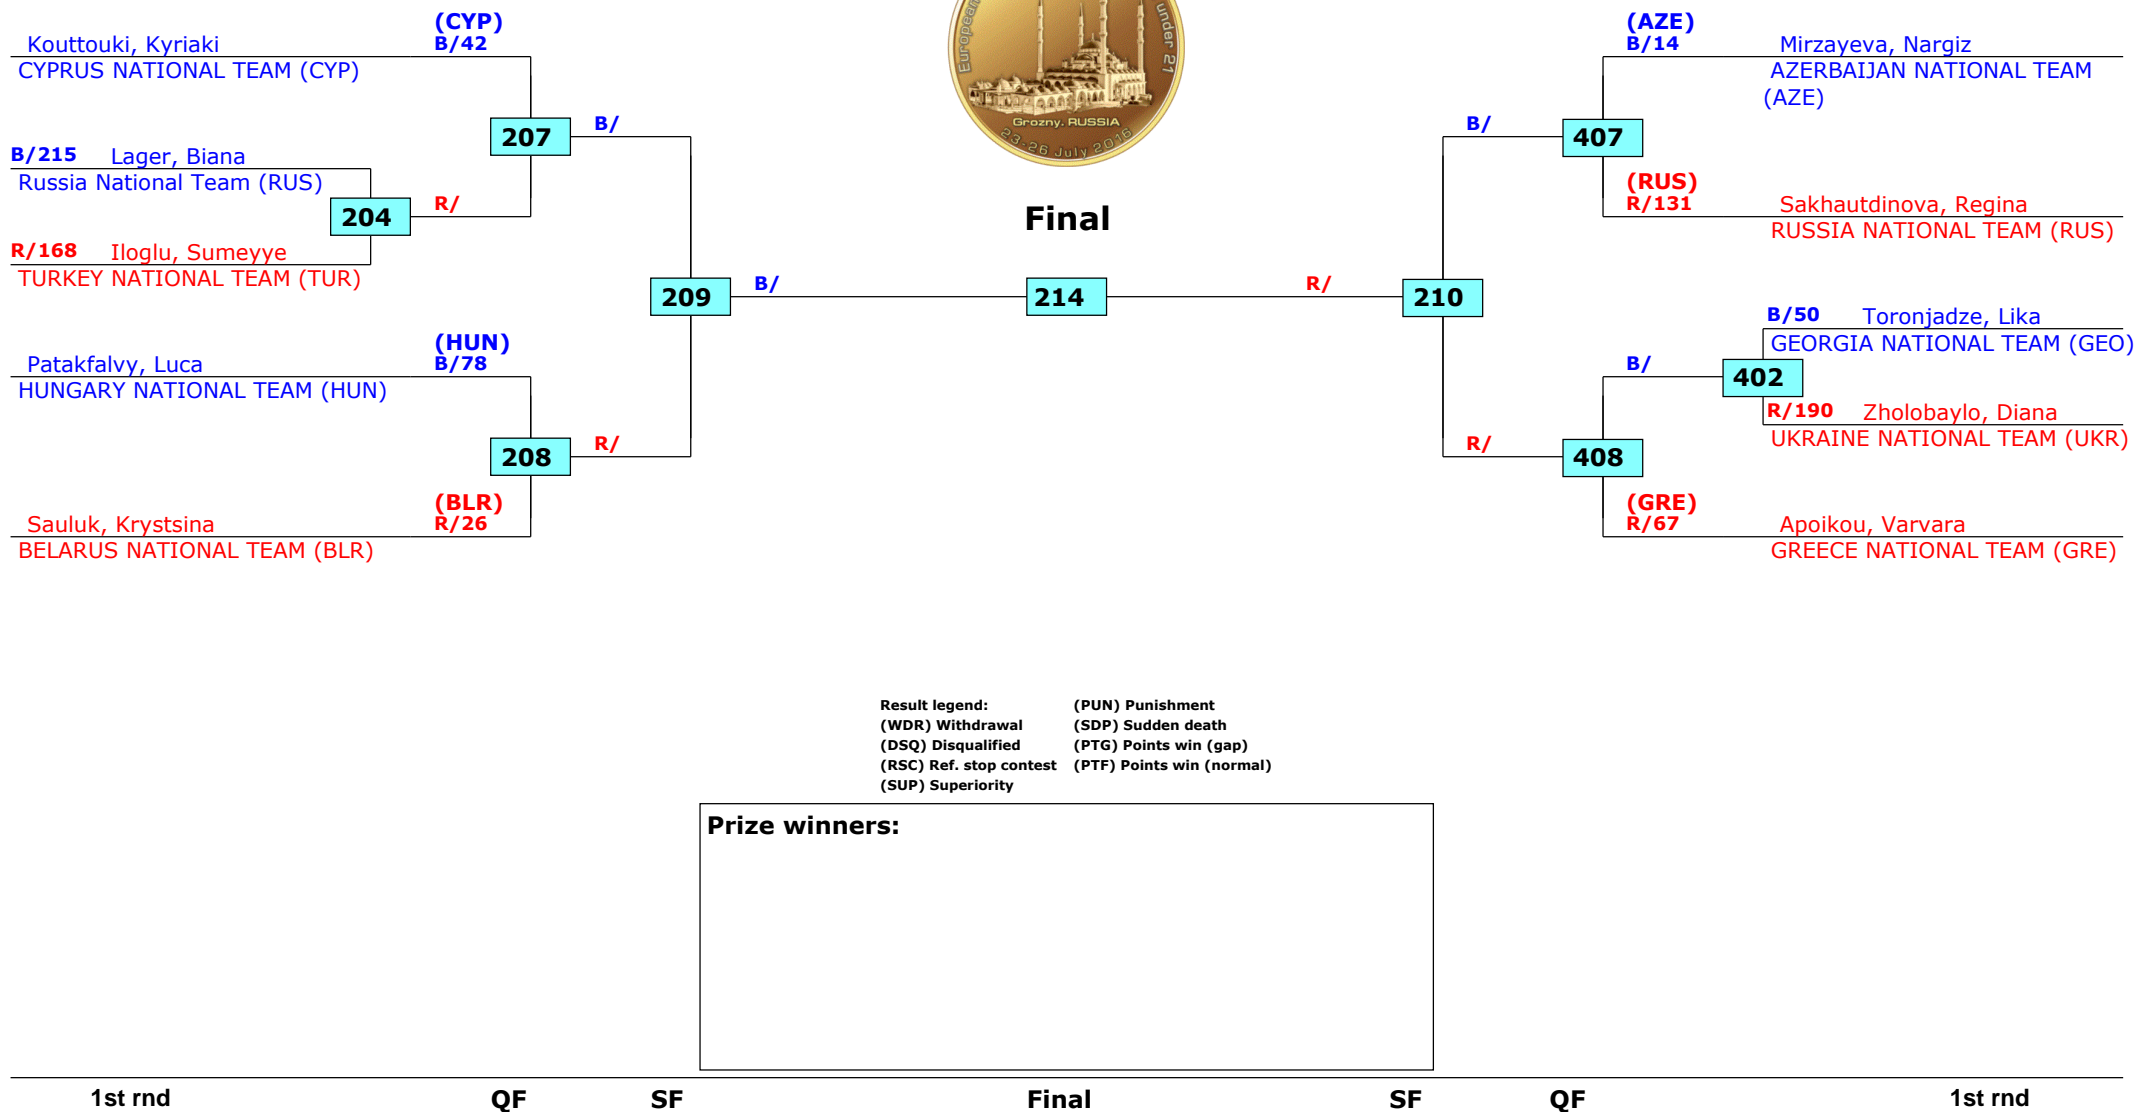 European
under 21
Grozny. RUSSIA
23-26 July 2016
(CYP)
Kouttouki, Kyriaki B/42
CYPRUS NATIONAL TEAM (CYP)
207
B/
B/215 Lager, Biana
Russia National Team (RUS)
204
R/
R/168 Iloglu, Sumeyye
TURKEY NATIONAL TEAM (TUR)
209
B/
(HUN)
Patakfalvy, Luca B/78
HUNGARY NATIONAL TEAM (HUN)
208
R/
(BLR)
Sauluk, Krystsina R/26
BELARUS NATIONAL TEAM (BLR)
Final
214
(AZE)
B/14 Mirzayeva, Nargiz
AZERBAIJAN NATIONAL TEAM
(AZE)
B/
407
(RUS)
R/131 Sakhautdinova, Regina
RUSSIA NATIONAL TEAM (RUS)
R/
210
B/50 Toronjadze, Lika
GEORGIA NATIONAL TEAM (GEO)
B/
402
R/190 Zholobaylo, Diana
UKRAINE NATIONAL TEAM (UKR)
R/
408
(GRE)
R/67 Apoikou, Varvara
GREECE NATIONAL TEAM (GRE)
Result legend: (PUN) Punishment
(WDR) Withdrawal (SDP) Sudden death
(DSQ) Disqualified (PTG) Points win (gap)
(RSC) Ref. stop contest (PTF) Points win (normal)
(SUP) Superiority
Prize winners:
1st rnd QF SF Final SF QF 1st rnd